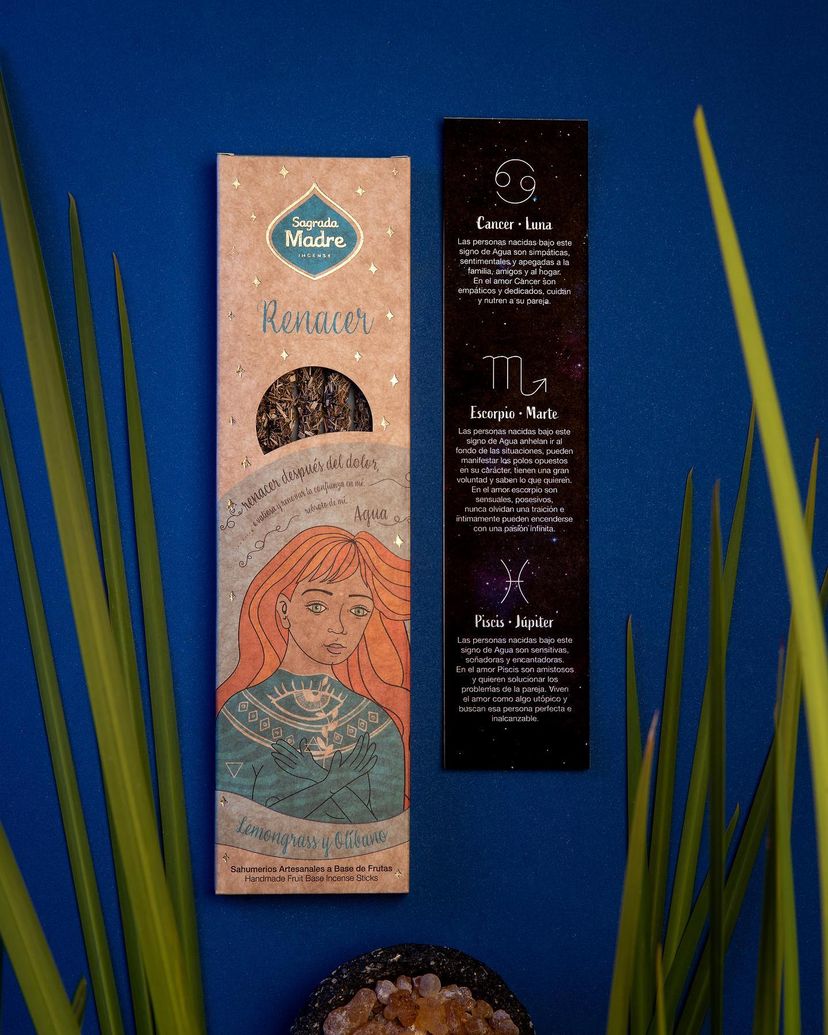 Sagrada
Madre
INCENSE
Renacer
renacer después del dolor,
valiosa y renovar la confianza en mí.
rebroto de mí.
Agua
Lemongrass y Olíbano
Sahumerios Artesanales a Base de Frutas
Handmade Fruit Base Incense Sticks
Cancer • Luna
Las personas nacidas bajo este
signo de Agua son simpáticas,
sentimentales y apegadas a la
familia, amigos y al hogar.
En el amor Cáncer son
empáticos y dedicados, cuidan
y nutren a su pareja.
Escorpio • Marte
Las personas nacidas bajo este
signo de Agua anhelan ir al
fondo de las situaciones, pueden
manifestar los polos opuestos
en su carácter, tienen una gran
voluntad y saben lo que quieren.
En el amor escorpio son
sensuales, posesivos,
nunca olvidan una traición e
íntimamente pueden encenderse
con una pasión infinita.
Piscis • Júpiter
Las personas nacidas bajo este
signo de Agua son sensitivas,
soñadoras y encantadoras.
En el amor Piscis son amistosos
y quieren solucionar los
problemas de la pareja. Viven
el amor como algo utópico y
buscan esa persona perfecta e
inalcanzable.